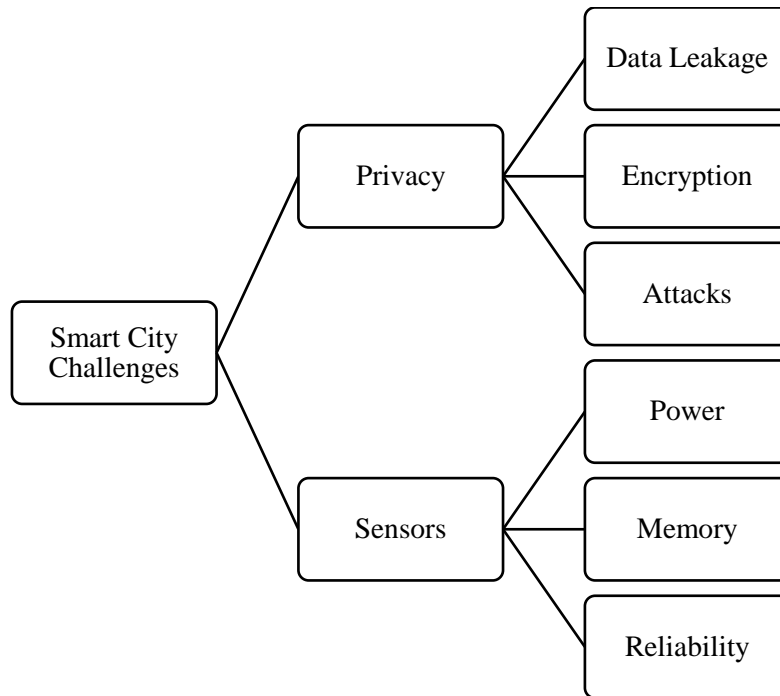 Smart City
Challenges
Privacy
Data Leakage
Encryption
Attacks
Sensors
Power
Memory
Reliability